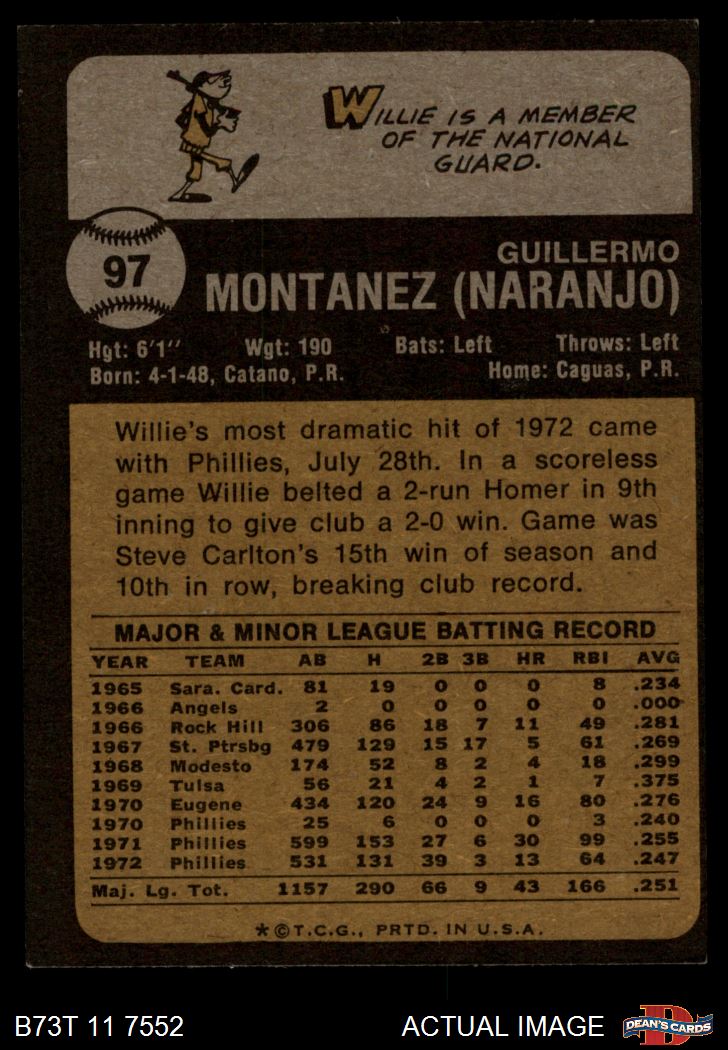 WILLIE IS A MEMBER
OF THE NATIONAL
GUARD.
97
GUILLERMO
MONTANEZ (NARANJO)
Hgt: 6'1" Wgt: 190 Bats: Left Throws: Left
Born: 4-1-48, Catano, P.R. Home: Caguas, P.R.
Willie's most dramatic hit of 1972 came
with Phillies, July 28th. In a scoreless
game Willie belted a 2-run Homer in 9th
inning to give club a 2-0 win. Game was
Steve Carlton's 15th win of season and
10th in row, breaking club record.
MAJOR & MINOR LEAGUE BATTING RECORD
YEAR TEAM AB H 2B 3B HR RBI AVG
1965 Sara. Card. 81 19 0 0 0 8 .234
1966 Angels 2 0 0 0 0 0 .000
1966 Rock Hill 306 86 18 7 11 49 .281
1967 St. Ptrsbg 479 129 15 17 5 61 .269
1968 Modesto 174 52 8 2 4 18 .299
1969 Tulsa 56 21 4 2 1 7 .375
1970 Eugene 434 120 24 9 16 80 .276
1970 Phillies 25 6 0 0 0 3 .240
1971 Phillies 599 153 27 6 30 99 .255
1972 Phillies 531 131 39 3 13 64 .247
Maj. Lg. Tot. 1157 290 66 9 43 166 .251
*©T.C.G., PRTD. IN U.S.A.
B73T 11 7552 ACTUAL IMAGE DEAN'S CARDS